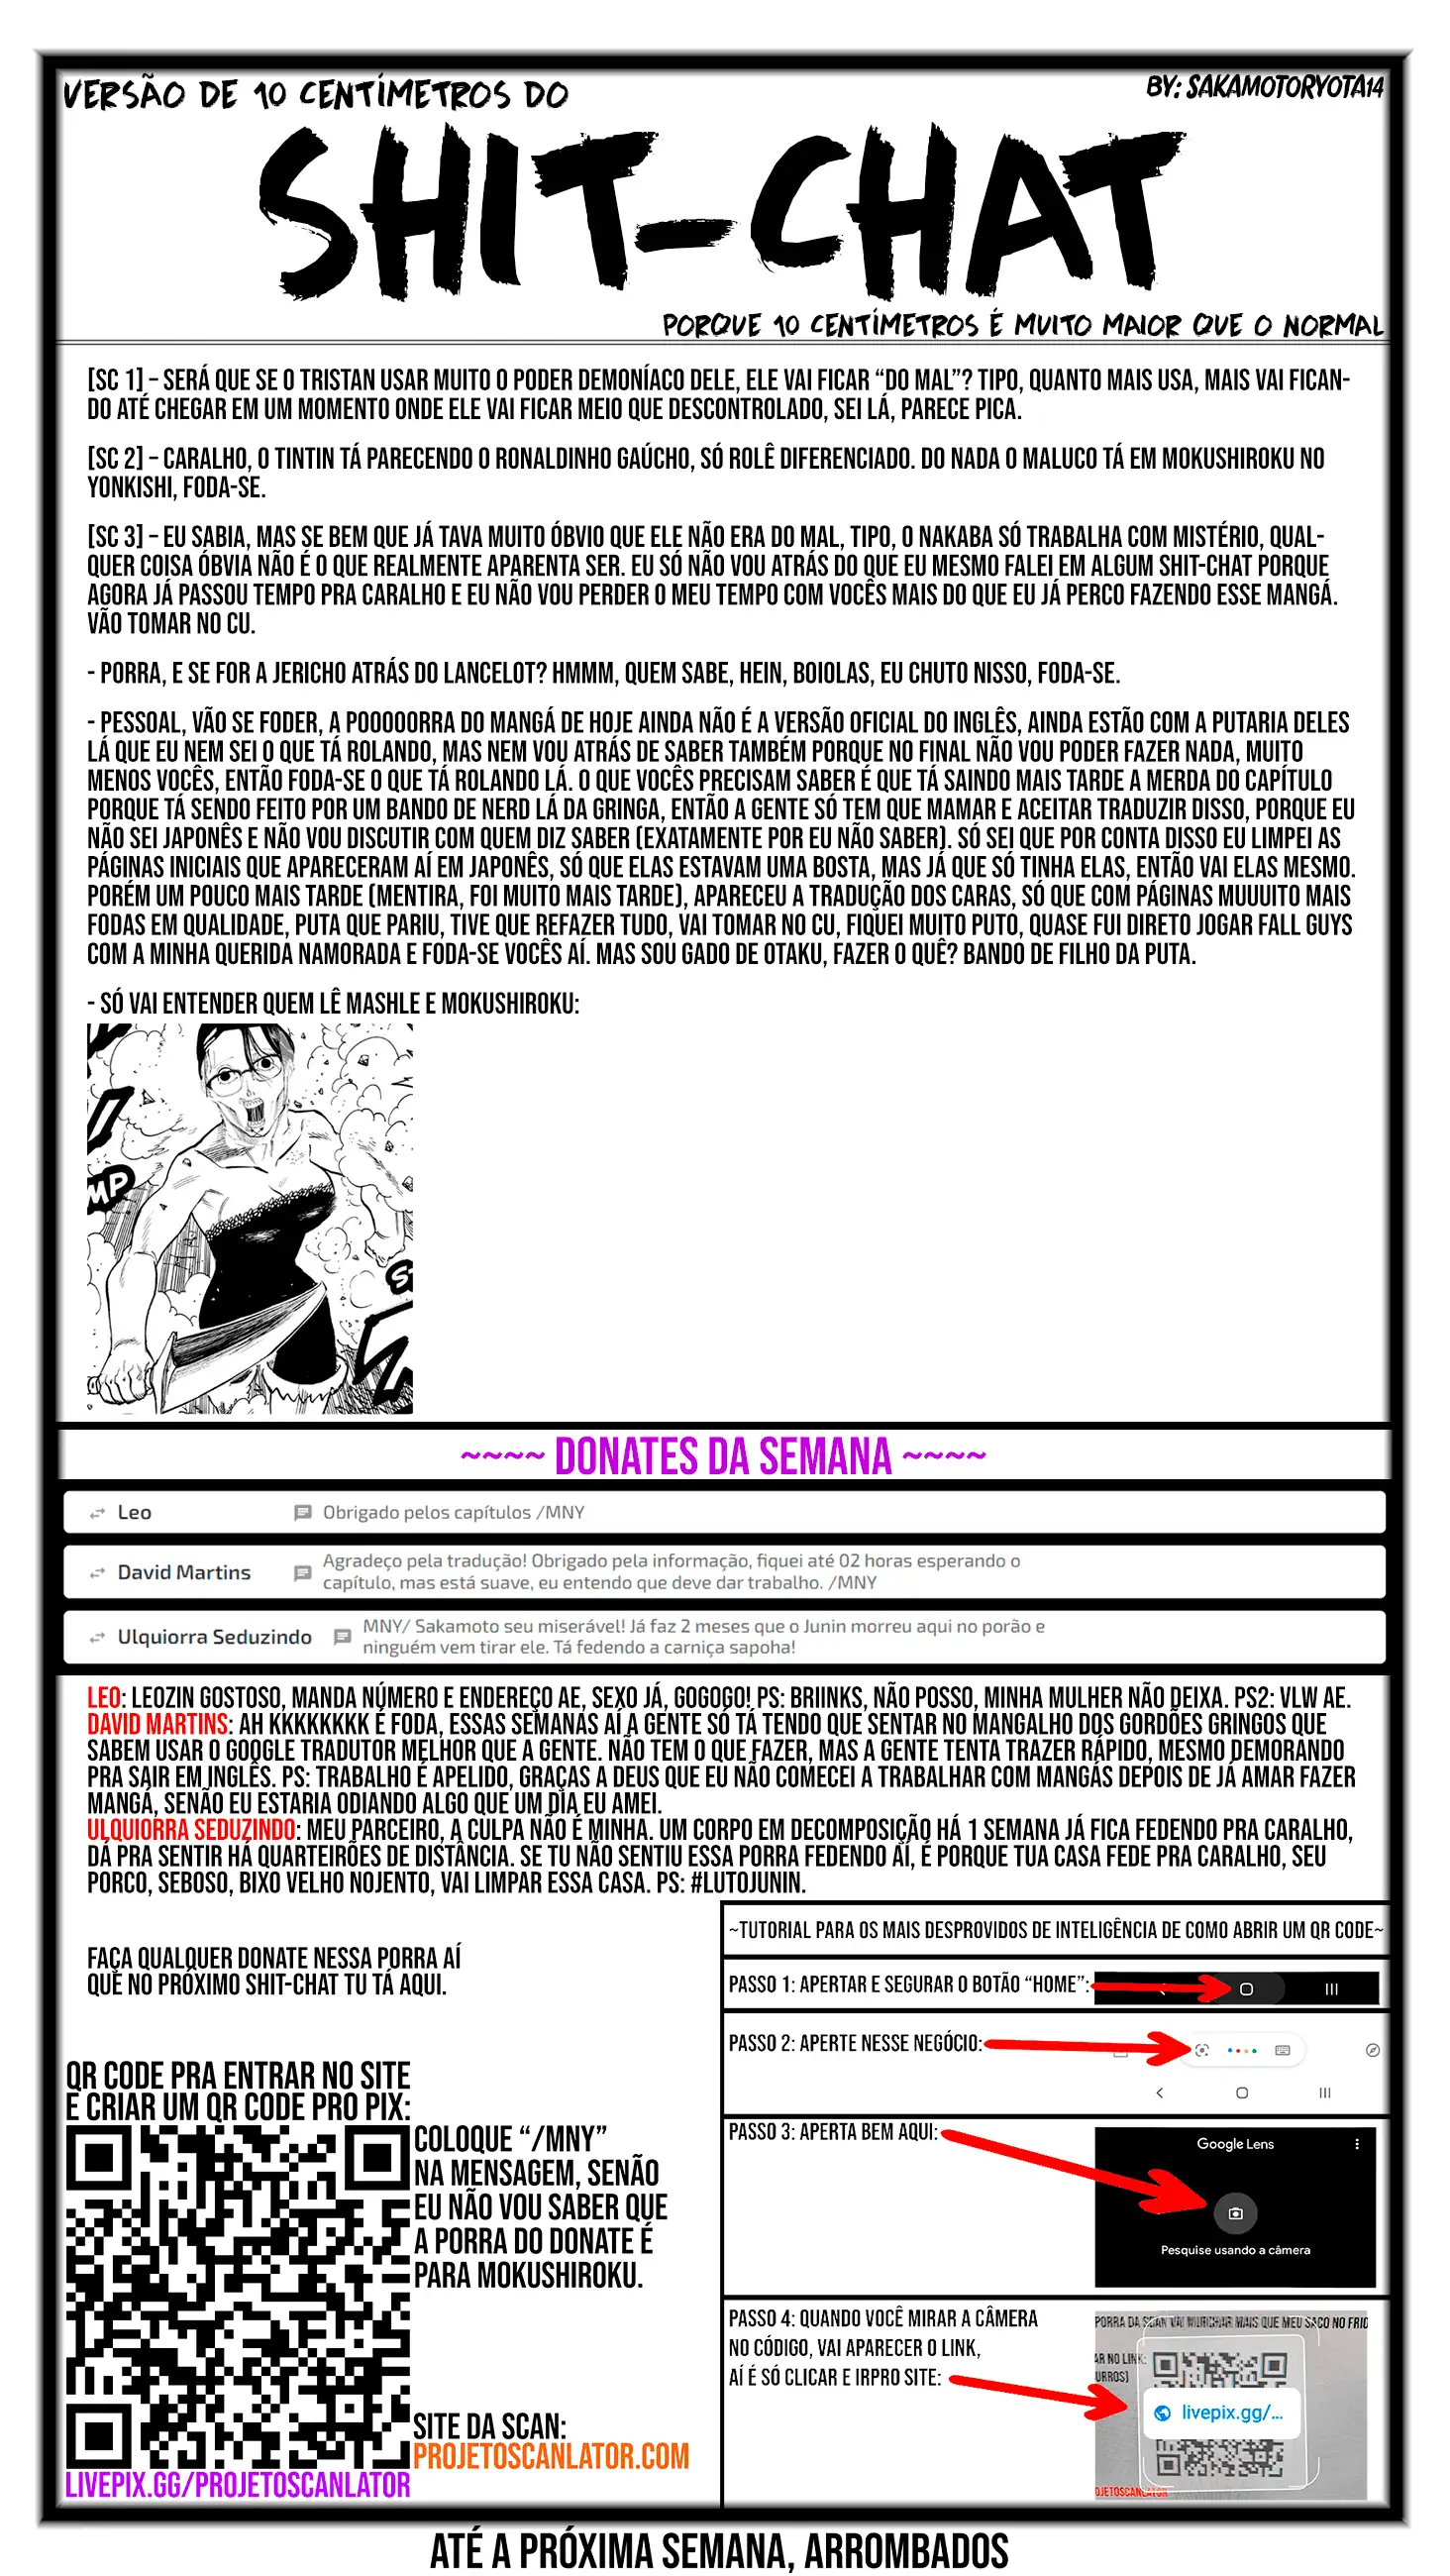 VERSÃO DE 10 CENTÍMETROS DO
BY: SAKAMOTORYOTA14
SHIT-CHAT
PORQUE 10 CENTÍMETROS É MUITO MAIOR QUE O NORMAL
[SC 1] – SERÁ QUE SE O TRISTAN USAR MUITO O PODER DEMONÍACO DELE, ELE VAI FICAR “DO MAL”? TIPO, QUANTO MAIS USA, MAIS VAI FICAN-
DO ATÉ CHEGAR EM UM MOMENTO ONDE ELE VAI FICAR MEIO QUE DESCONTROLADO, SEI LÁ, PARECE PICA.
[SC 2] – CARALHO, O TINTIN TÁ PARECENDO O RONALDINHO GAÚCHO, SÓ ROLÊ DIFERENCIADO. DO NADA O MALUCO TÁ EM MOKUSHIROKU NO
YONKISHI, FODA-SE.
[SC 3] – EU SABIA, MAS SE BEM QUE JÁ TAVA MUITO ÓBVIO QUE ELE NÃO ERA DO MAL, TIPO, O NAKABA SÓ TRABALHA COM MISTÉRIO, QUAL-
QUER COISA ÓBVIA NÃO É O QUE REALMENTE APARENTA SER. EU SÓ NÃO VOU ATRÁS DO QUE EU MESMO FALEI EM ALGUM SHIT-CHAT PORQUE
AGORA JÁ PASSOU TEMPO PRA CARALHO E EU NÃO VOU PERDER O MEU TEMPO COM VOCÊS MAIS DO QUE EU JÁ PERCO FAZENDO ESSE MANGÁ.
VÃO TOMAR NO CU.
- PORRA, E SE FOR A JERICHO ATRÁS DO LANCELOT? HMMM, QUEM SABE, HEIN, BOIOLAS, EU CHUTO NISSO, FODA-SE.
- PESSOAL, VÃO SE FODER, A POOOOORRA DO MANGÁ DE HOJE AINDA NÃO É A VERSÃO OFICIAL DO INGLÊS, AINDA ESTÃO COM A PUTARIA DELES
LÁ QUE EU NEM SEI O QUE TÁ ROLANDO, MAS NEM VOU ATRÁS DE SABER TAMBÉM PORQUE NO FINAL NÃO VOU PODER FAZER NADA, MUITO
MENOS VOCÊS, ENTÃO FODA-SE O QUE TÁ ROLANDO LÁ. O QUE VOCÊS PRECISAM SABER É QUE TÁ SAINDO MAIS TARDE A MERDA DO CAPÍTULO
PORQUE TÁ SENDO FEITO POR UM BANDO DE NERD LÁ DA GRINGA, ENTÃO A GENTE SÓ TEM QUE MAMAR E ACEITAR TRADUZIR DISSO, PORQUE EU
NÃO SEI JAPONÊS E NÃO VOU DISCUTIR COM QUEM DIZ SABER (EXATAMENTE POR EU NÃO SABER). SÓ SEI QUE POR CONTA DISSO EU LIMPEI AS
PÁGINAS INICIAIS QUE APARECERAM AÍ EM JAPONÊS, SÓ QUE ELAS ESTAVAM UMA BOSTA, MAS JÁ QUE SÓ TINHA ELAS, ENTÃO VAI ELAS MESMO.
PORÉM UM POUCO MAIS TARDE (MENTIRA, FOI MUITO MAIS TARDE), APARECEU A TRADUÇÃO DOS CARAS, SÓ QUE COM PÁGINAS MUUUITO MAIS
FODAS EM QUALIDADE, PUTA QUE PARIU, TIVE QUE REFAZER TUDO, VAI TOMAR NO CU, FIQUEI MUITO PUTO, QUASE FUI DIRETO JOGAR FALL GUYS
COM A MINHA QUERIDA NAMORADA E FODA-SE VOCÊS AÍ. MAS SOU GADO DE OTAKU, FAZER O QUÊ? BANDO DE FILHO DA PUTA.
- SÓ VAI ENTENDER QUEM LÊ MASHLE E MOKUSHIROKU:
MP
~~~~ DONATES DA SEMANA ~~~~
Leo Obrigado pelos capítulos /MNY
David Martins Agradeço pela tradução! Obrigado pela informação, fiquei até 02 horas esperando o
capítulo, mas está suave, eu entendo que deve dar trabalho. /MNY
Ulquiorra Seduzindo MNY/ Sakamoto seu miserável! Já faz 2 meses que o Junin morreu aqui no porão e
ninguém vem tirar ele. Tá fedendo a carniça sapoha!
LEO: LEOZIN GOSTOSO, MANDA NÚMERO E ENDEREÇO AE, SEXO JÁ, GOGOGO! PS: BRIINKS, NÃO POSSO, MINHA MULHER NÃO DEIXA. PS2: VLW AE.
DAVID MARTINS: AH KKKKKKKK É FODA, ESSAS SEMANAS AÍ A GENTE SÓ TÁ TENDO QUE SENTAR NO MANGALHO DOS GORDÕES GRINGOS QUE
SABEM USAR O GOOGLE TRADUTOR MELHOR QUE A GENTE. NÃO TEM O QUE FAZER, MAS A GENTE TENTA TRAZER RÁPIDO, MESMO DEMORANDO
PRA SAIR EM INGLÊS. PS: TRABALHO É APELIDO, GRAÇAS A DEUS QUE EU NÃO COMECEI A TRABALHAR COM MANGÁS DEPOIS DE JÁ AMAR FAZER
MANGÁ, SENÃO EU ESTARIA ODIANDO ALGO QUE UM DIA EU AMEI.
ULQUIORRA SEDUZINDO: MEU PARCEIRO, A CULPA NÃO É MINHA. UM CORPO EM DECOMPOSIÇÃO HÁ 1 SEMANA JÁ FICA FEDENDO PRA CARALHO,
DÁ PRA SENTIR HÁ QUARTEIRÕES DE DISTÂNCIA. SE TU NÃO SENTIU ESSA PORRA FEDENDO AÍ, É PORQUE TUA CASA FEDE PRA CARALHO, SEU
PORCO, SEBOSO, BIXO VELHO NOJENTO, VAI LIMPAR ESSA CASA. PS: #LUTOJUNIN.
FAÇA QUALQUER DONATE NESSA PORRA AÍ
QUE NO PRÓXIMO SHIT-CHAT TU TÁ AQUI.
QR CODE PRA ENTRAR NO SITE
E CRIAR UM QR CODE PRO PIX:
COLOQUE “/MNY”
NA MENSAGEM, SENÃO
EU NÃO VOU SABER QUE
A PORRA DO DONATE É
PARA MOKUSHIROKU.
SITE DA SCAN:
PROJETOSCANLATOR.COM
LIVEPIX.GG/PROJETOSCANLATOR
~TUTORIAL PARA OS MAIS DESPROVIDOS DE INTELIGÊNCIA DE COMO ABRIR UM QR CODE~
PASSO 1: APERTAR E SEGURAR O BOTÃO “HOME”:
PASSO 2: APERTE NESSE NEGÓCIO:
PASSO 3: APERTA BEM AQUI:
Google Lens
Pesquise usando a câmera
PASSO 4: QUANDO VOCÊ MIRAR A CÂMERA
NO CÓDIGO, VAI APARECER O LINK,
AÍ É SÓ CLICAR E IRPRO SITE:
PORRA DA SCAN VAI MURCHAR MAIS QUE MEU SACO NO FRIO
AR NO LINK:
URROS)
livepix.gg/...
OJETOSCANLATOR
ATÉ A PRÓXIMA SEMANA, ARROMBADOS